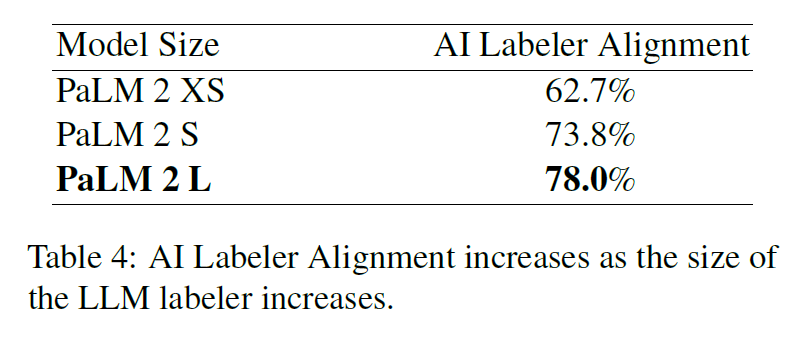 Model Size AI Labeler Alignment
PaLM 2 XS 62.7%
PaLM 2 S 73.8%
PaLM 2 L 78.0%
Table 4: AI Labeler Alignment increases as the size of
the LLM labeler increases.